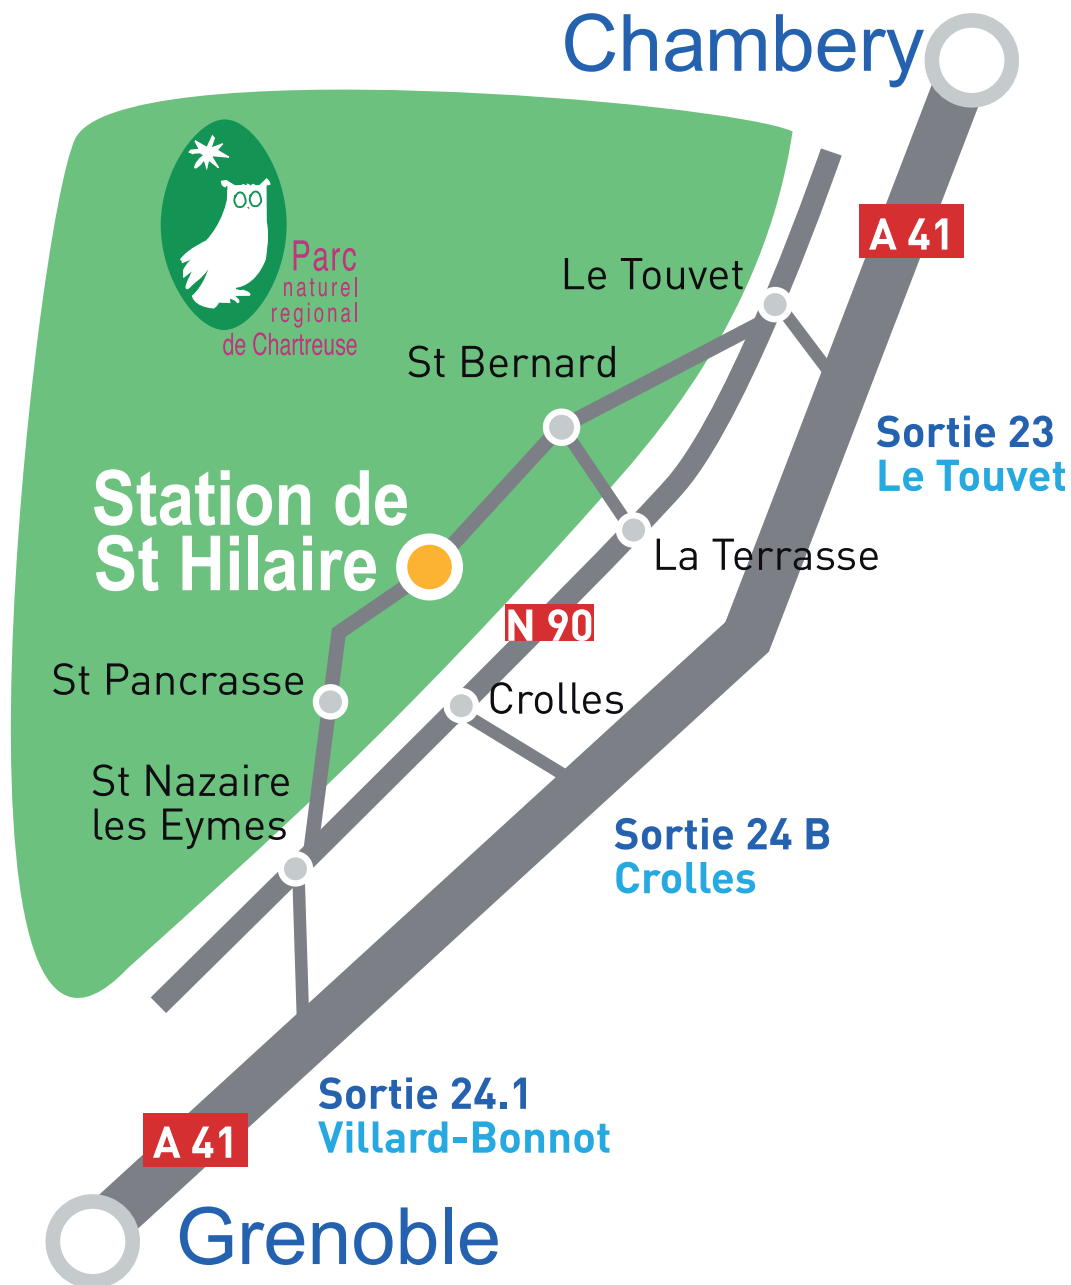 Chambery
A 41
Parc
naturel
regional
de Chartreuse
Le Touvet
St Bernard
Sortie 23
Le Touvet
Station de
St Hilaire
La Terrasse
N 90
St Pancrasse
Crolles
St Nazaire
les Eymes
Sortie 24 B
Crolles
Sortie 24.1
Villard-Bonnot
A 41
Grenoble